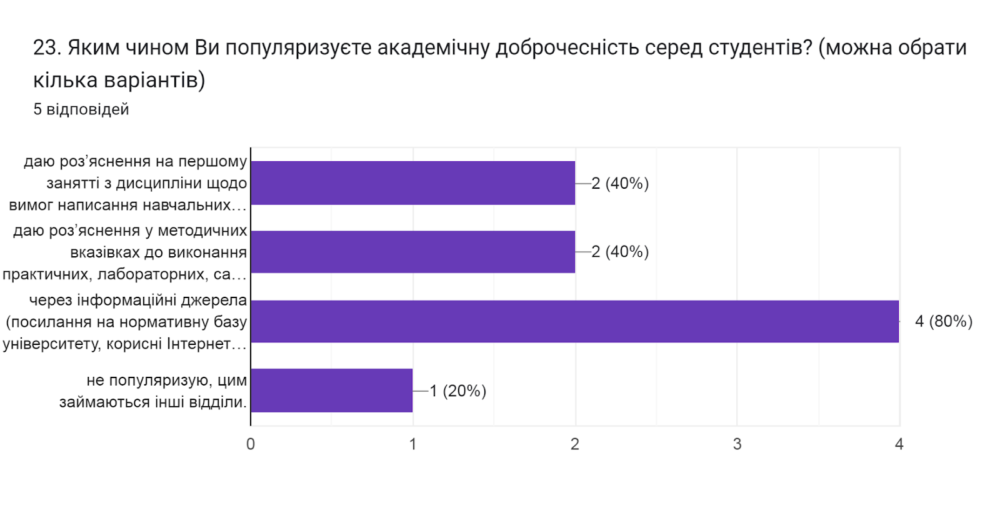 23. Яким чином Ви популяризуєте академічну доброчесність серед студентів? (можна обрати
кілька варіантів)
5 відповідей
даю роз’яснення на першому
занятті з дисципліни щодо
вимог написання навчальних…
2 (40%)
даю роз’яснення у методичних
вказівках до виконання
практичних, лабораторних, са…
2 (40%)
через інформаційні джерела
(посилання на нормативну базу
університету, корисні Інтернет…
4 (80%)
не популяризую, цим
займаються інші відділи.
1 (20%)
0 1 2 3 4